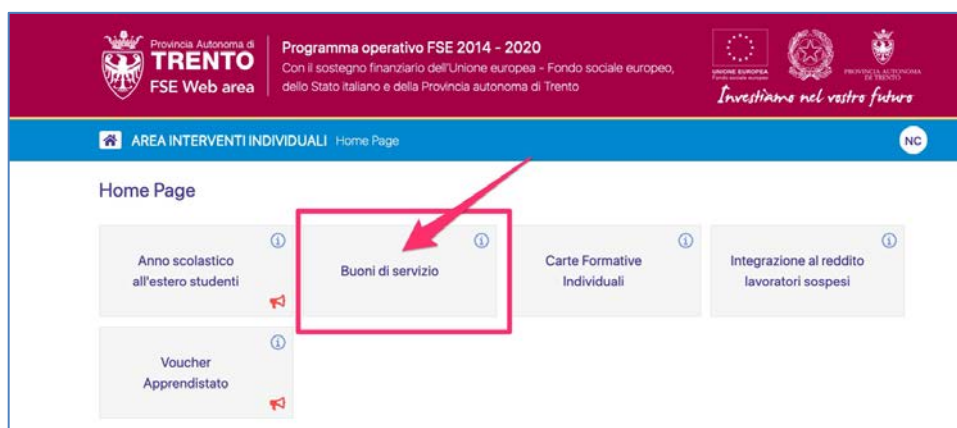 Provincia Autonoma di
TRENTO
FSE Web area
Programma operativo FSE 2014 - 2020
Con il sostegno finanziario dell'Unione europea - Fondo sociale europeo,
dello Stato italiano e della Provincia autonoma di Trento
UNIONE EUROPEA
Fondo sociale europeo
PROVINCIA AUTONOMA
DI TRENTO
Investiamo nel vostro futuro
AREA INTERVENTI INDIVIDUALI Home Page
NC
Home Page
Anno scolastico
all'estero studenti
Buoni di servizio
Carte Formative
Individuali
Integrazione al reddito
lavoratori sospesi
Voucher
Apprendistato